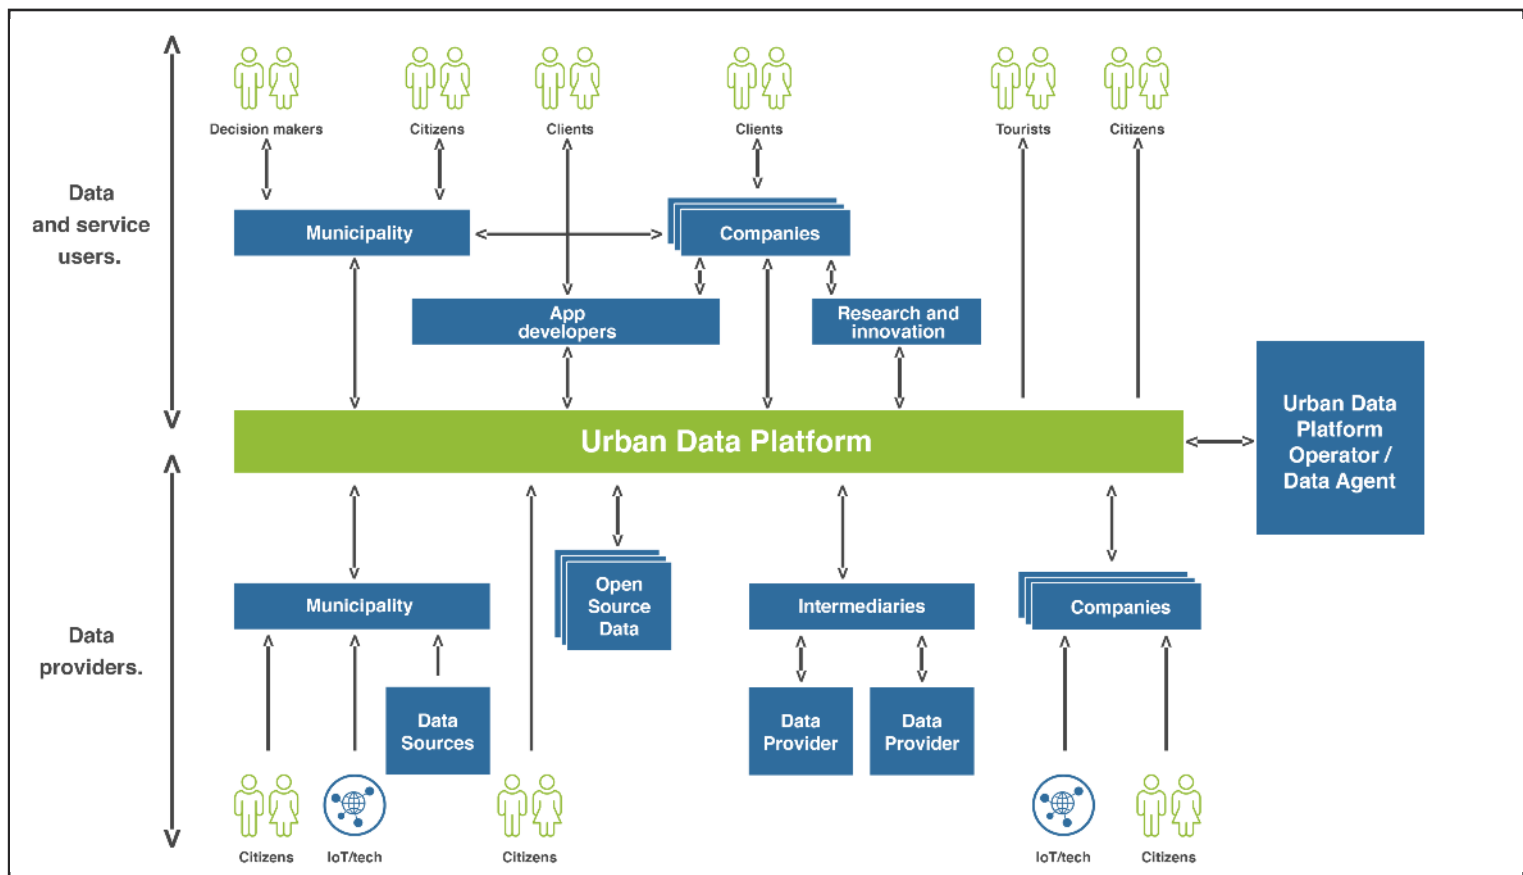 Decision makers
Citizens
Clients
Clients
Tourists
Citizens
Data
and service
users.
Municipality
Companies
App
developers
Research and
innovation
Urban Data Platform
Urban Data
Platform
Operator /
Data Agent
Data
providers.
Municipality
Open
Source
Data
Intermediaries
Companies
Data
Sources
Data
Provider
Data
Provider
Citizens
IoT/tech
Citizens
IoT/tech
Citizens